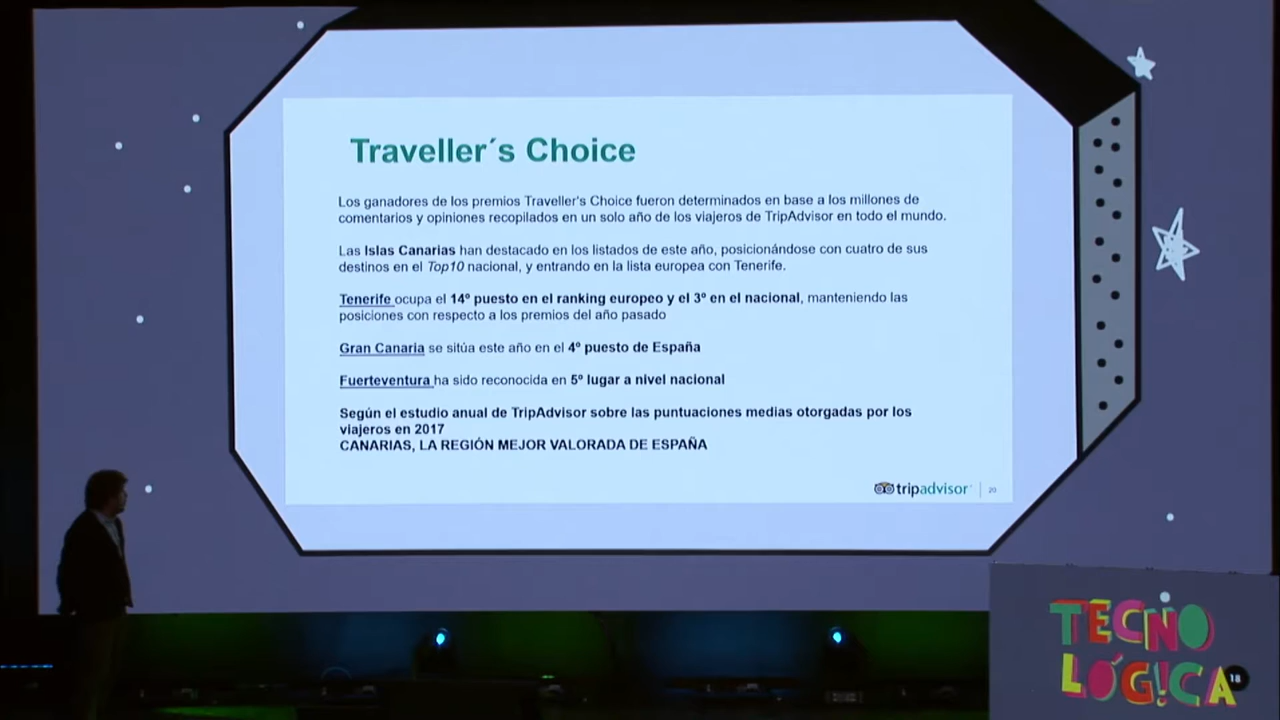 Traveller´s Choice
Los ganadores de los premios Traveller's Choice fueron determinados en base a los millones de
comentarios y opiniones recopilados en un solo año de los viajeros de TripAdvisor en todo el mundo.
Las Islas Canarias han destacado en los listados de este año, posicionándose con cuatro de sus
destinos en el Top10 nacional, y entrando en la lista europea con Tenerife.
Tenerife ocupa el 14º puesto en el ranking europeo y el 3º en el nacional, manteniendo las
posiciones con respecto a los premios del año pasado
Gran Canaria se sitúa este año en el 4º puesto de España
Fuerteventura ha sido reconocida en 5º lugar a nivel nacional
Según el estudio anual de TripAdvisor sobre las puntuaciones medias otorgadas por los
viajeros en 2017
CANARIAS, LA REGIÓN MEJOR VALORADA DE ESPAÑA
tripadvisor
20
TECNO
LÓG!CA
18